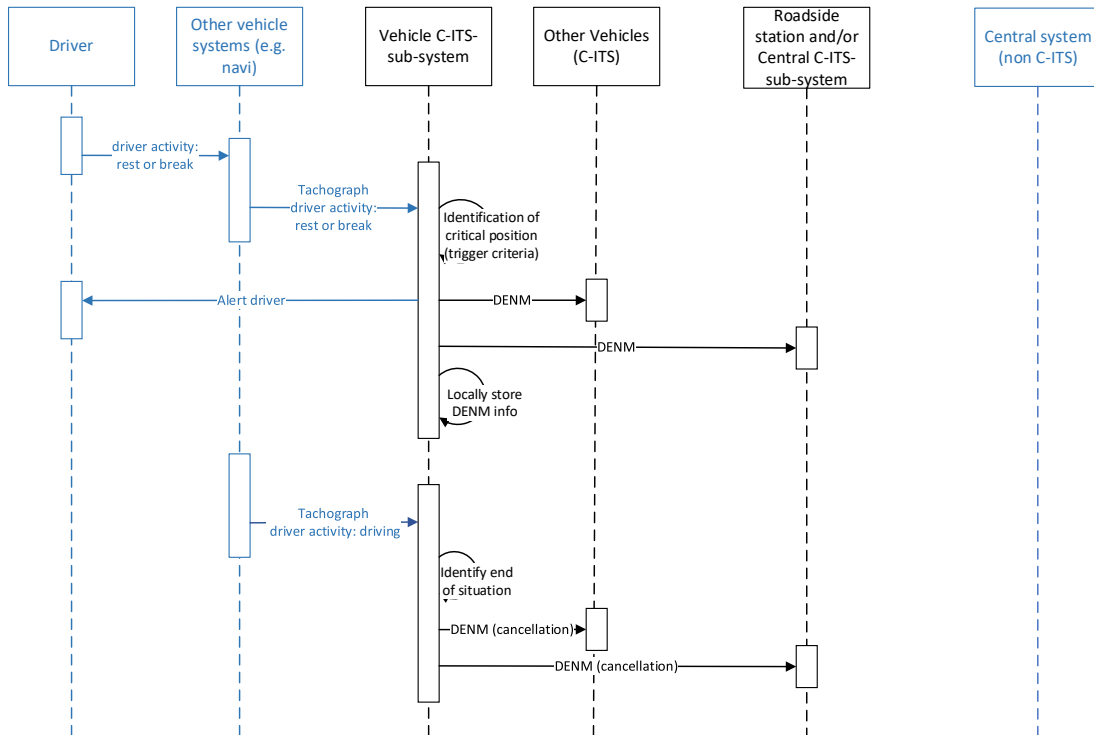 Driver
Other vehicle
systems (e.g.
navi)
Vehicle C-ITS-
sub-system
Other Vehicles
(C-ITS)
Roadside
station and/or
Central C-ITS-
sub-system
Central system
(non C-ITS)
driver activity:
rest or break
Tachograph
driver activity:
rest or break
Identification of
critical position
(trigger criteria)
Alert driver
DENM
DENM
Locally store
DENM info
Tachograph
driver activity: driving
Identify end
of situation
DENM (cancellation)
DENM (cancellation)